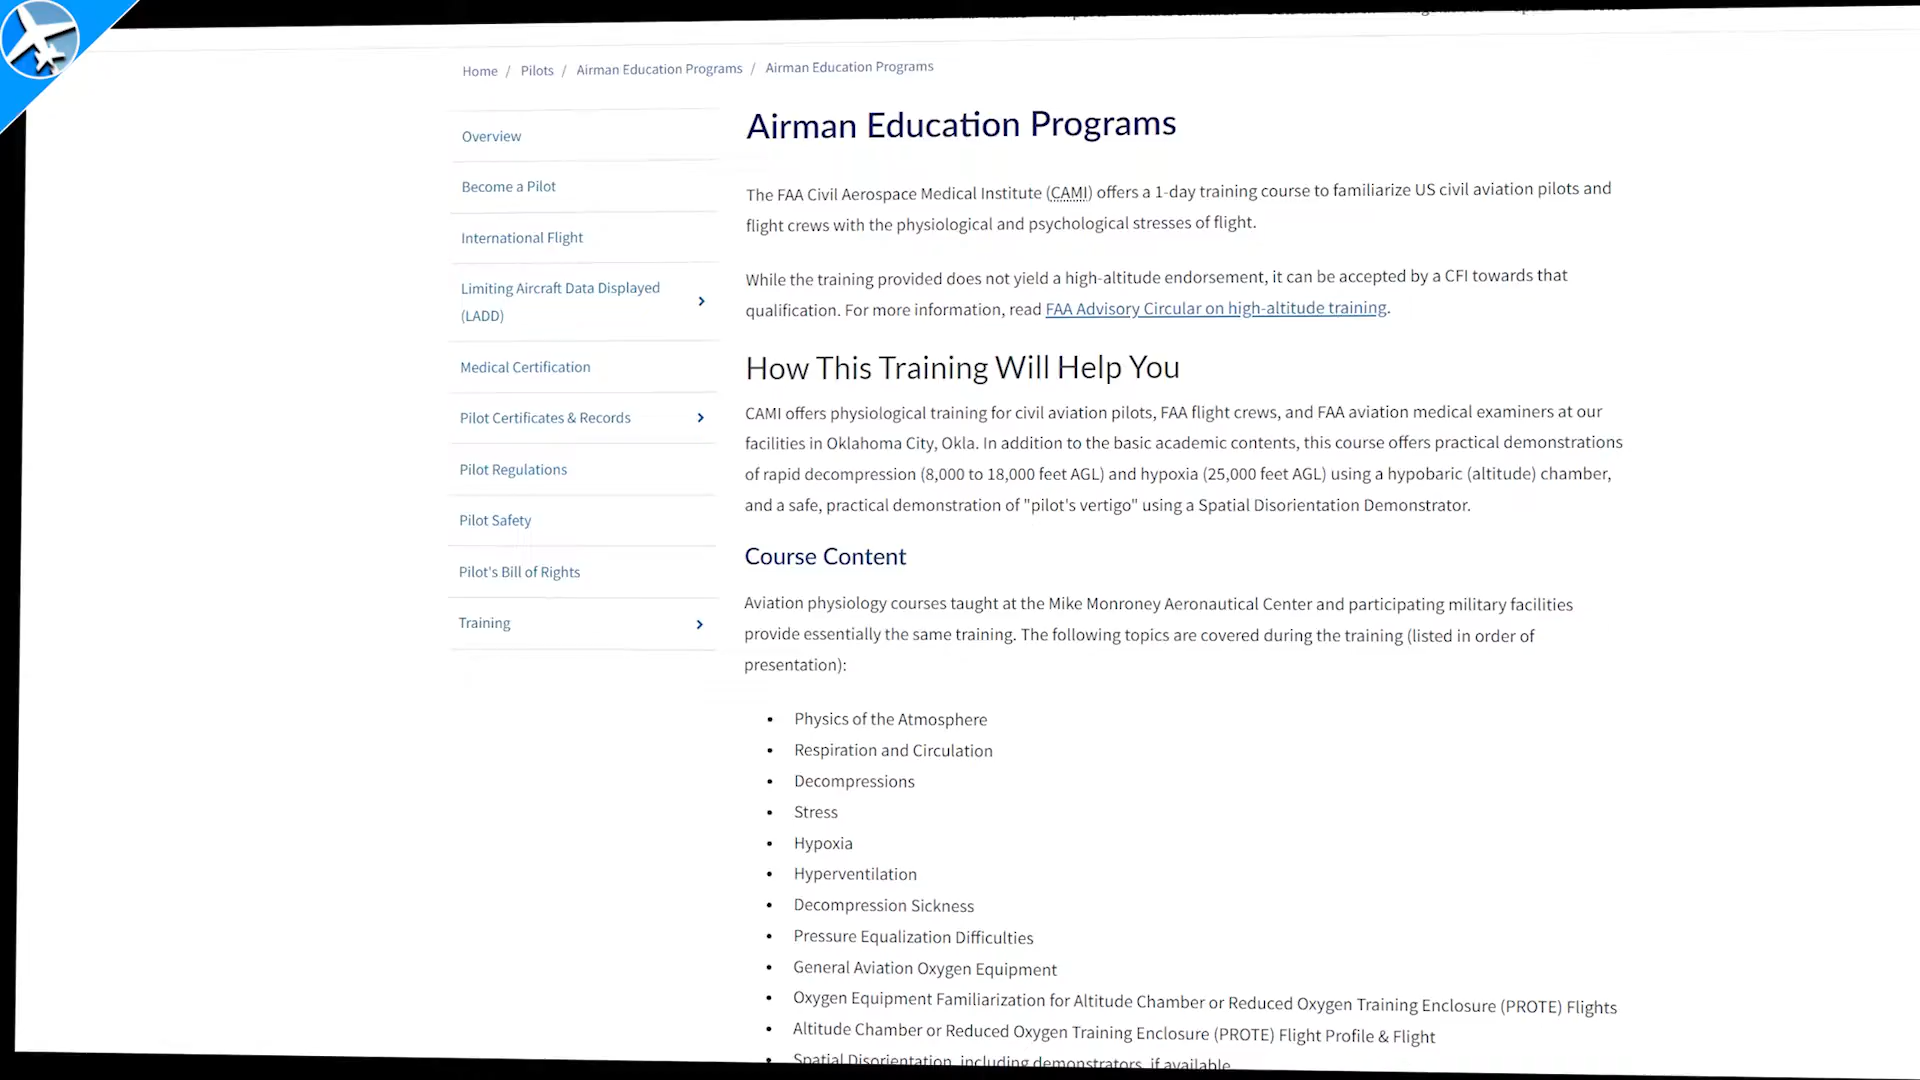 Home / Pilots / Airman Education Programs / Airman Education Programs
Overview
Become a Pilot
International Flight
Limiting Aircraft Data Displayed
(LADD)
Medical Certification
Pilot Certificates & Records
Pilot Regulations
Pilot Safety
Pilot's Bill of Rights
Training
Airman Education Programs
The FAA Civil Aerospace Medical Institute (CAMI) offers a 1-day training course to familiarize US civil aviation pilots and
flight crews with the physiological and psychological stresses of flight.
While the training provided does not yield a high-altitude endorsement, it can be accepted by a CFI towards that
qualification. For more information, read FAA Advisory Circular on high-altitude training.
How This Training Will Help You
CAMI offers physiological training for civil aviation pilots, FAA flight crews, and FAA aviation medical examiners at our
facilities in Oklahoma City, Okla. In addition to the basic academic contents, this course offers practical demonstrations
of rapid decompression (8,000 to 18,000 feet AGL) and hypoxia (25,000 feet AGL) using a hypobaric (altitude) chamber,
and a safe, practical demonstration of "pilot's vertigo" using a Spatial Disorientation Demonstrator.
Course Content
Aviation physiology courses taught at the Mike Monroney Aeronautical Center and participating military facilities
provide essentially the same training. The following topics are covered during the training (listed in order of
presentation):
• Physics of the Atmosphere
• Respiration and Circulation
• Decompressions
• Stress
• Hypoxia
• Hyperventilation
• Decompression Sickness
• Pressure Equalization Difficulties
• General Aviation Oxygen Equipment
• Oxygen Equipment Familiarization for Altitude Chamber or Reduced Oxygen Training Enclosure (PROTE) Flights
• Altitude Chamber or Reduced Oxygen Training Enclosure (PROTE) Flight Profile & Flight
• Spatial Disorientation, including demonstrators, if available